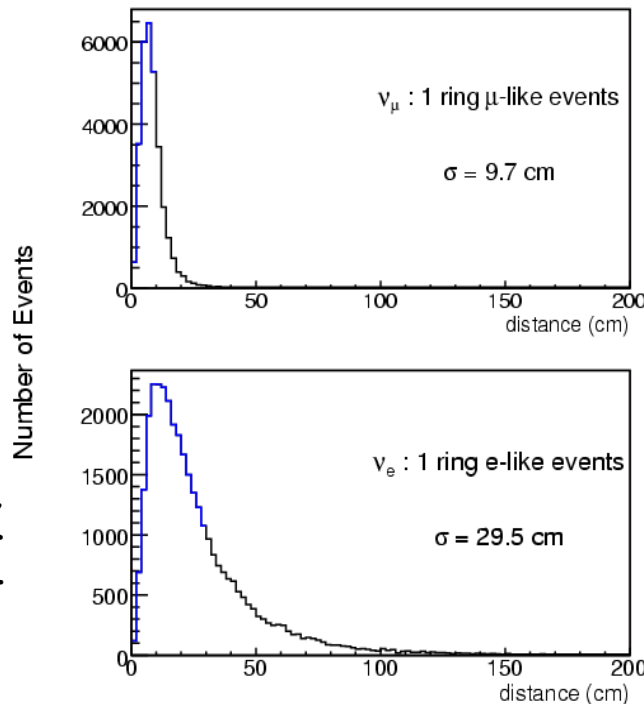 Number of Events
6000
4000
2000
0
0 50 100 150 200
distance (cm)
νμ : 1 ring μ-like events
σ = 9.7 cm
2000
1500
1000
500
0
0 50 100 150 200
distance (cm)
νe : 1 ring e-like events
σ = 29.5 cm